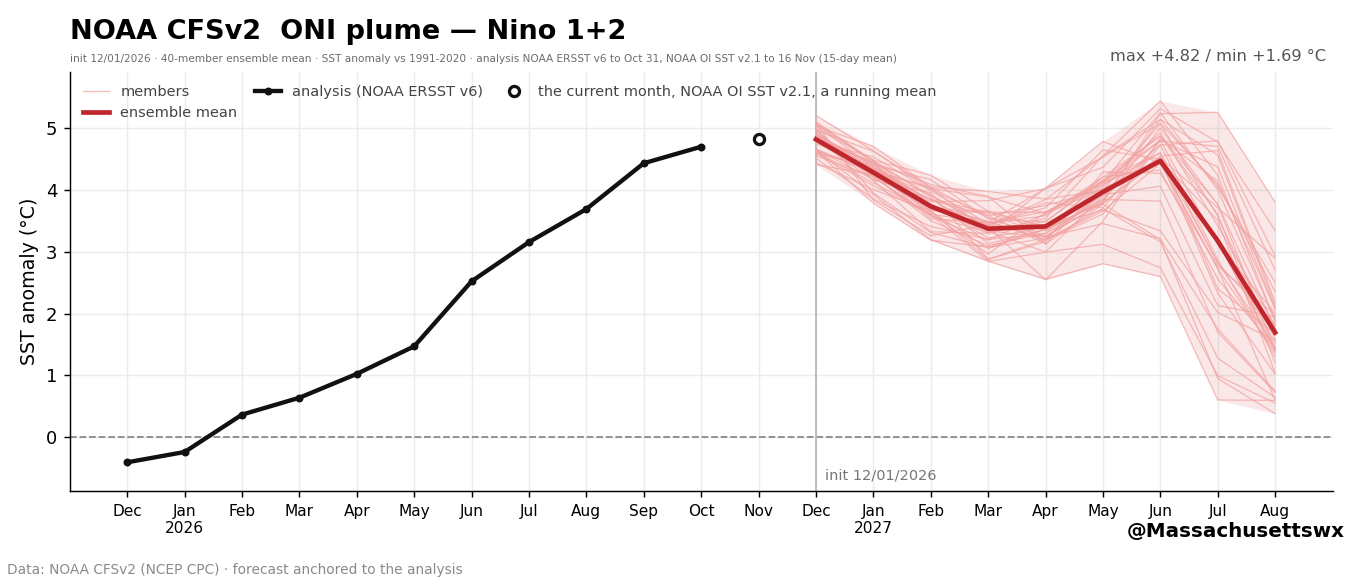 NOAA CFSv2  ONI plume — Nino 1+2
init 12/01/2026 · 40-member ensemble mean · SST anomaly vs 1991-2020 · analysis NOAA ERSST v6 to Oct 31, NOAA OI SST v2.1 to 16 Nov (15-day mean)
max +4.82 / min +1.69 °C
members
analysis (NOAA ERSST v6)
the current month, NOAA OI SST v2.1, a running mean
ensemble mean
SST anomaly (°C)
5
4
3
2
1
0
init 12/01/2026
Dec Jan Feb Mar Apr May Jun Jul Aug Sep Oct Nov Dec Jan Feb Mar Apr May Jun Jul Aug
2026 2027
@Massachusettswx
Data: NOAA CFSv2 (NCEP CPC) · forecast anchored to the analysis